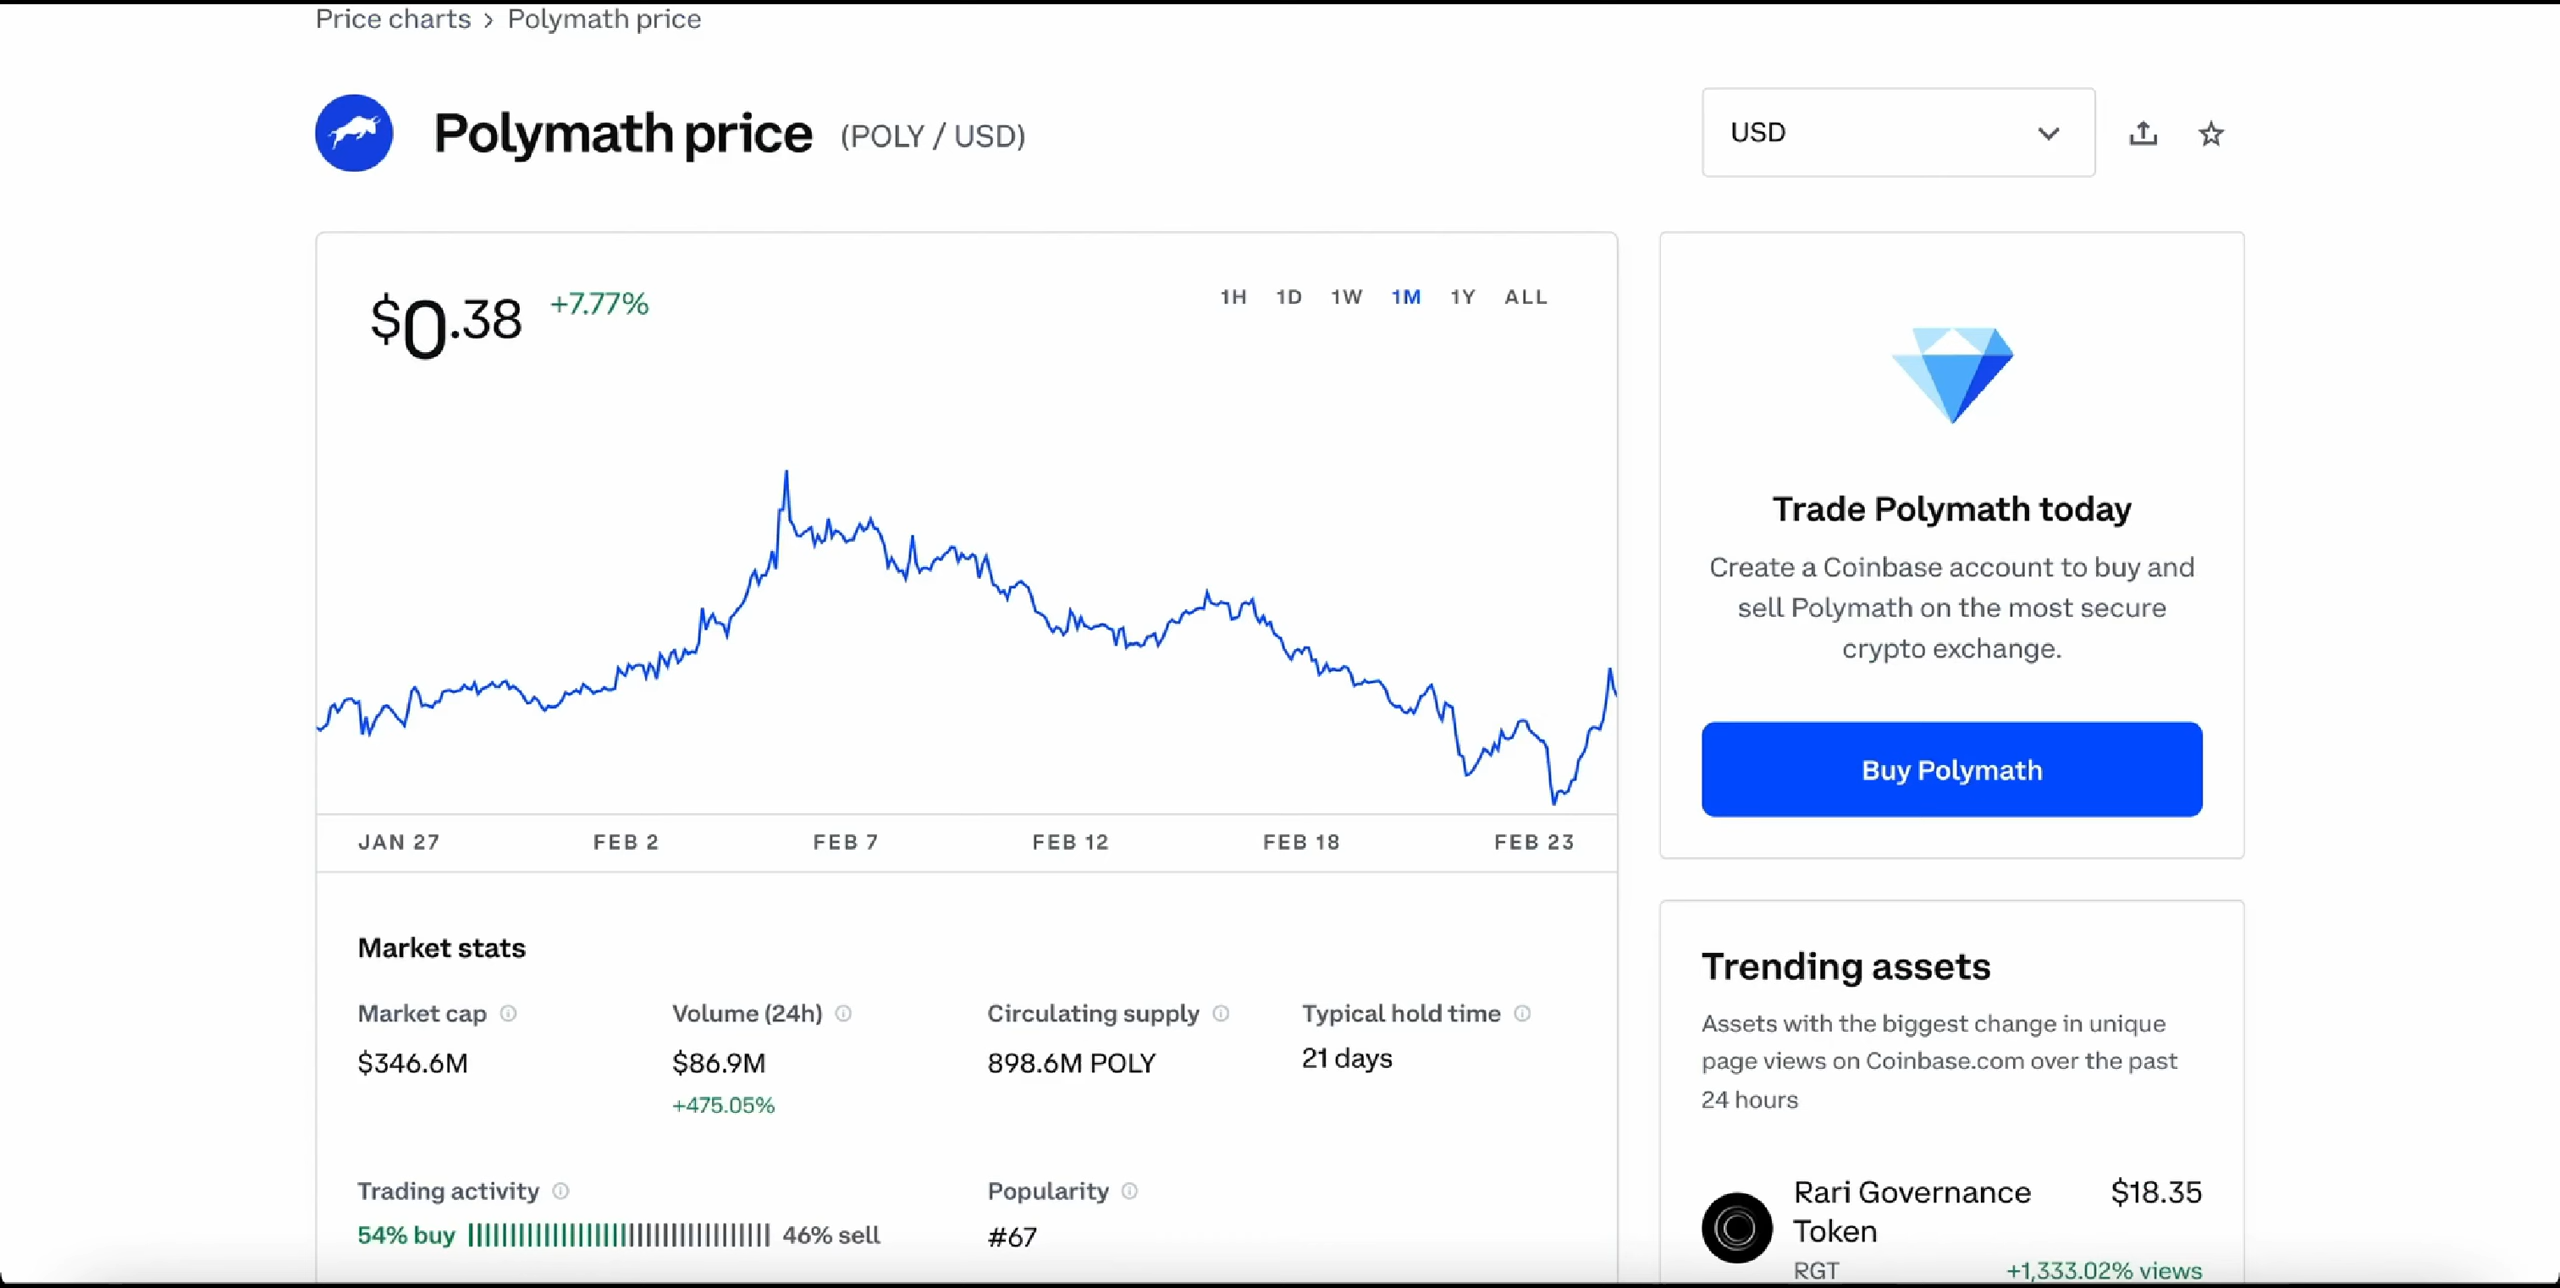 Price charts > Polymath price
Polymath price (POLY / USD)
USD
$0.38 +7.77%
1H 1D 1W 1M 1Y ALL
JAN 27 FEB 2 FEB 7 FEB 12 FEB 18 FEB 23
Market stats
Market cap
$346.6M
Volume (24h)
$86.9M
+475.05%
Circulating supply
898.6M POLY
Typical hold time
21 days
Trading activity
54% buy 46% sell
Popularity
#67
Trade Polymath today
Create a Coinbase account to buy and
sell Polymath on the most secure
crypto exchange.
Buy Polymath
Trending assets
Assets with the biggest change in unique
page views on Coinbase.com over the past
24 hours
Rari Governance
Token
$18.35
RGT
+1,333.02% views